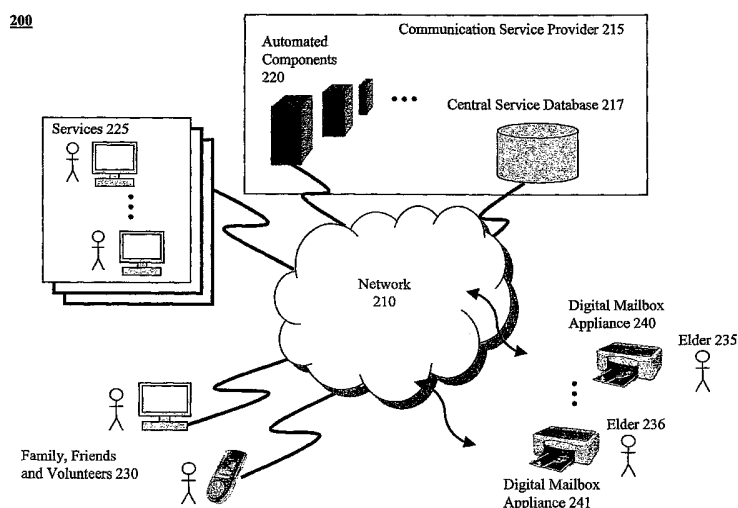 200
Automated
Components
220
Communication Service Provider 215
Central Service Database 217
Services 225
Network
210
Digital Mailbox
Appliance 240
Elder 235
Elder 236
Digital Mailbox
Appliance 241
Family, Friends
and Volunteers 230